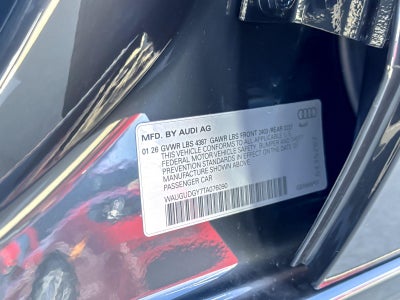 MFD. BY AUDI AG
01 26 GVWR LBS 4387 GAWR LBS FRONT 2403 REAR
THIS VEHICLE CONFORMS TO ALL APPLICABLE U.S.
FEDERAL MOTOR VEHICLE SAFETY, BUMPER AND THEFT
PREVENTION STANDARDS IN EFFECT ON THE DATE OF
MANUFACTURE SHOWN ABOVE.
PASSENGER CAR
WAUGUDGY7TA076090